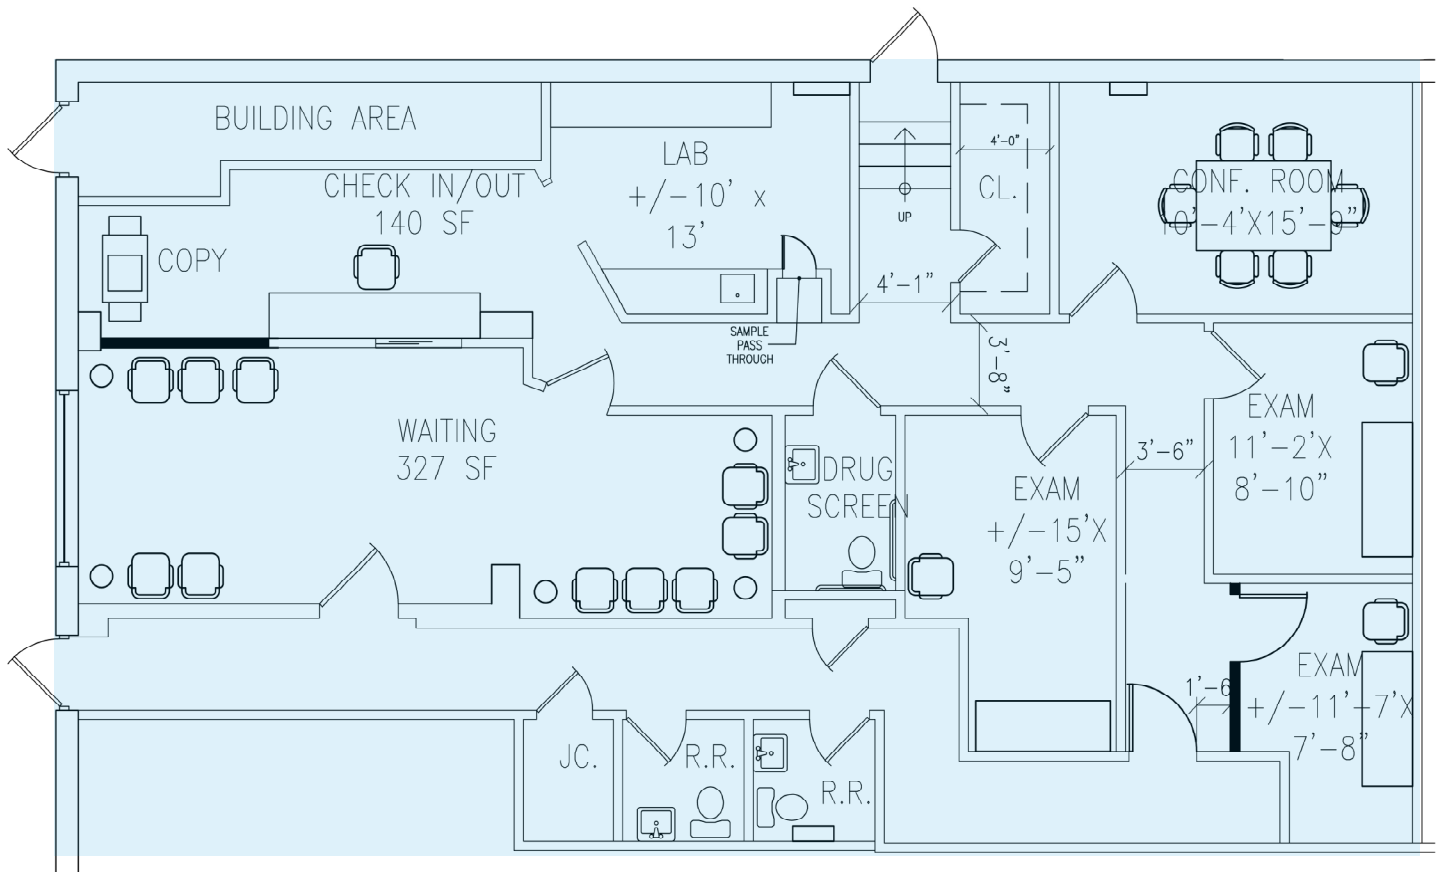 BUILDING AREA
CHECK IN/OUT
140 SF
COPY
LAB
+/-10' x
13'
UP
4'-0"
CL.
CONF. ROOM
10'-4'X15'-9"
4'-1"
SAMPLE
PASS
THROUGH
3'-8"
WAITING
327 SF
DRUG
SCREEN
EXAM
+/-15'X
9'-5"
3'-6"
EXAM
11'-2'X
8'-10"
EXAM
+/-11'-7'X
7'-8"
1'-6
JC.
R.R.
R.R.